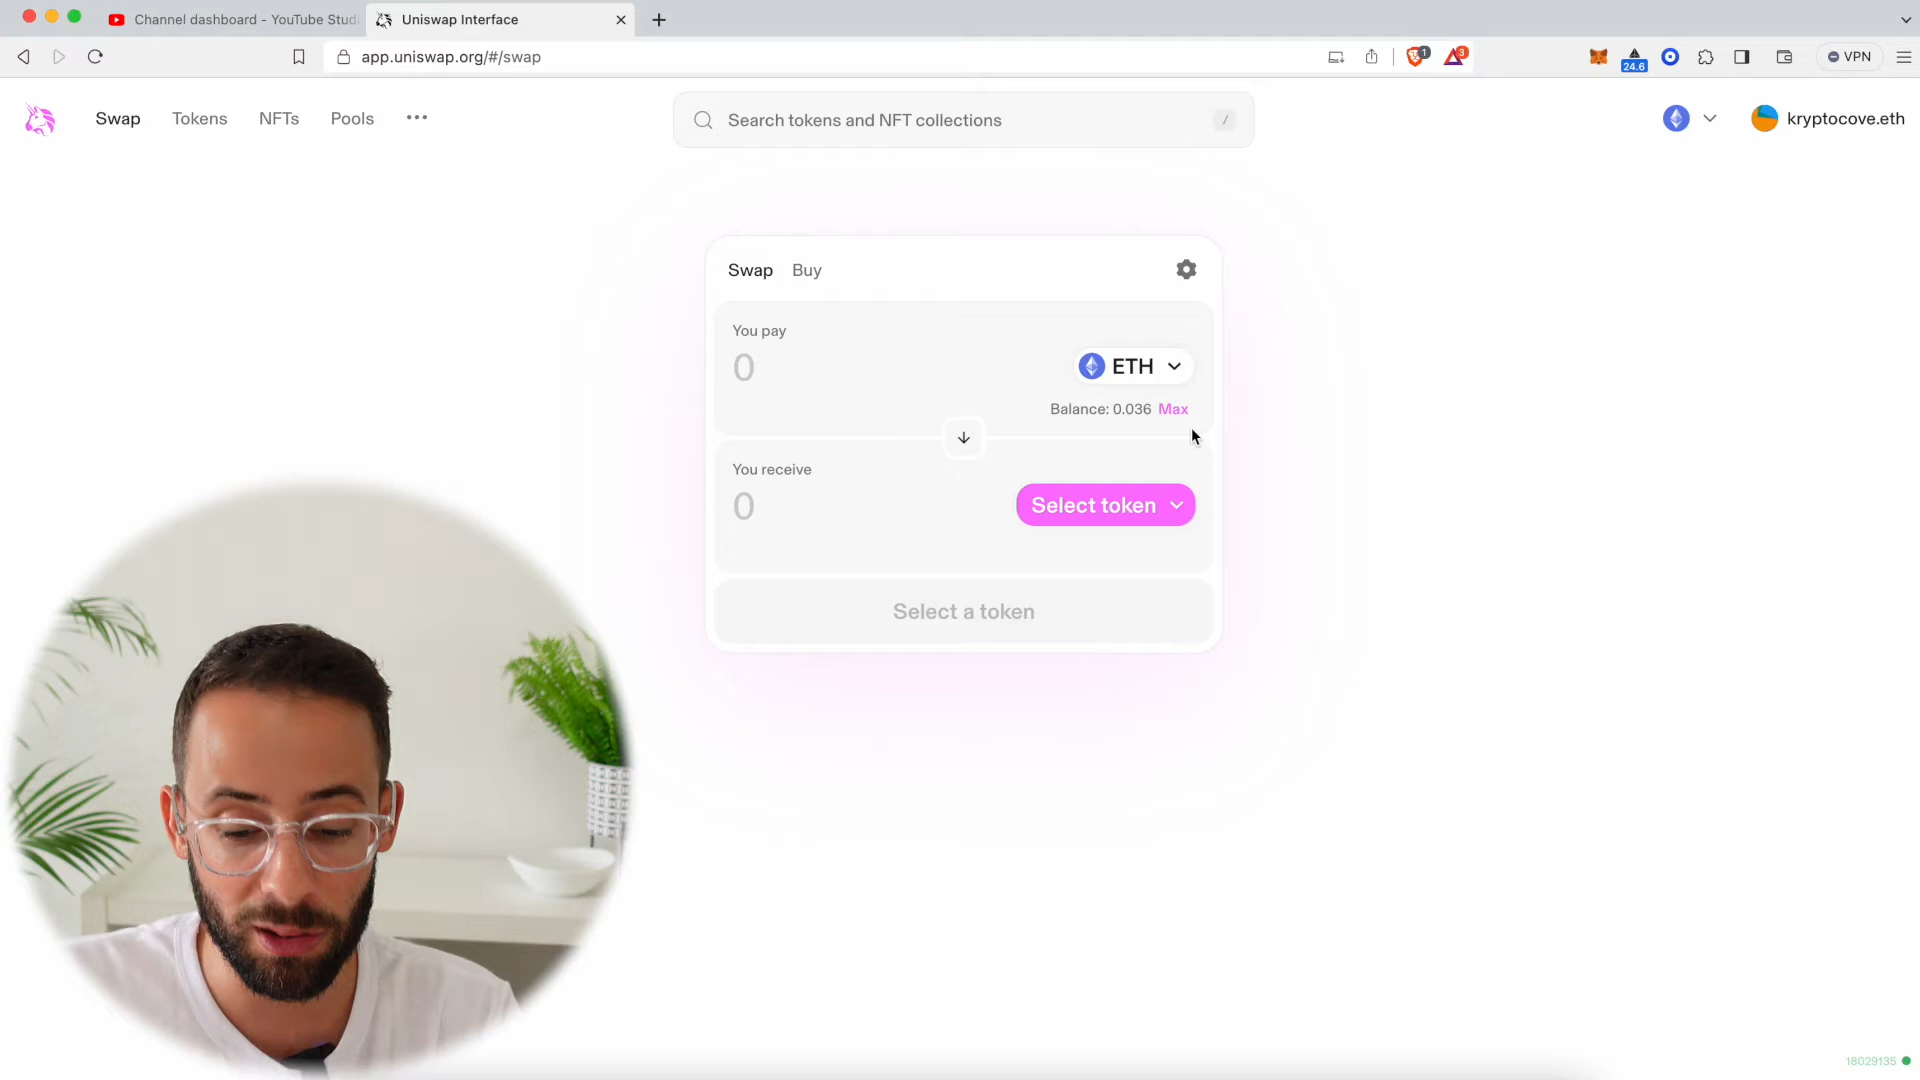 Channel dashboard - YouTube Studi
Uniswap Interface
app.uniswap.org/#/swap
1
3
24.6
VPN
Swap
Tokens
NFTs
Pools
Search tokens and NFT collections
/
kryptocove.eth
Swap
Buy
You pay
0
ETH
Balance: 0.036 Max
You receive
0
Select token
Select a token
18029135